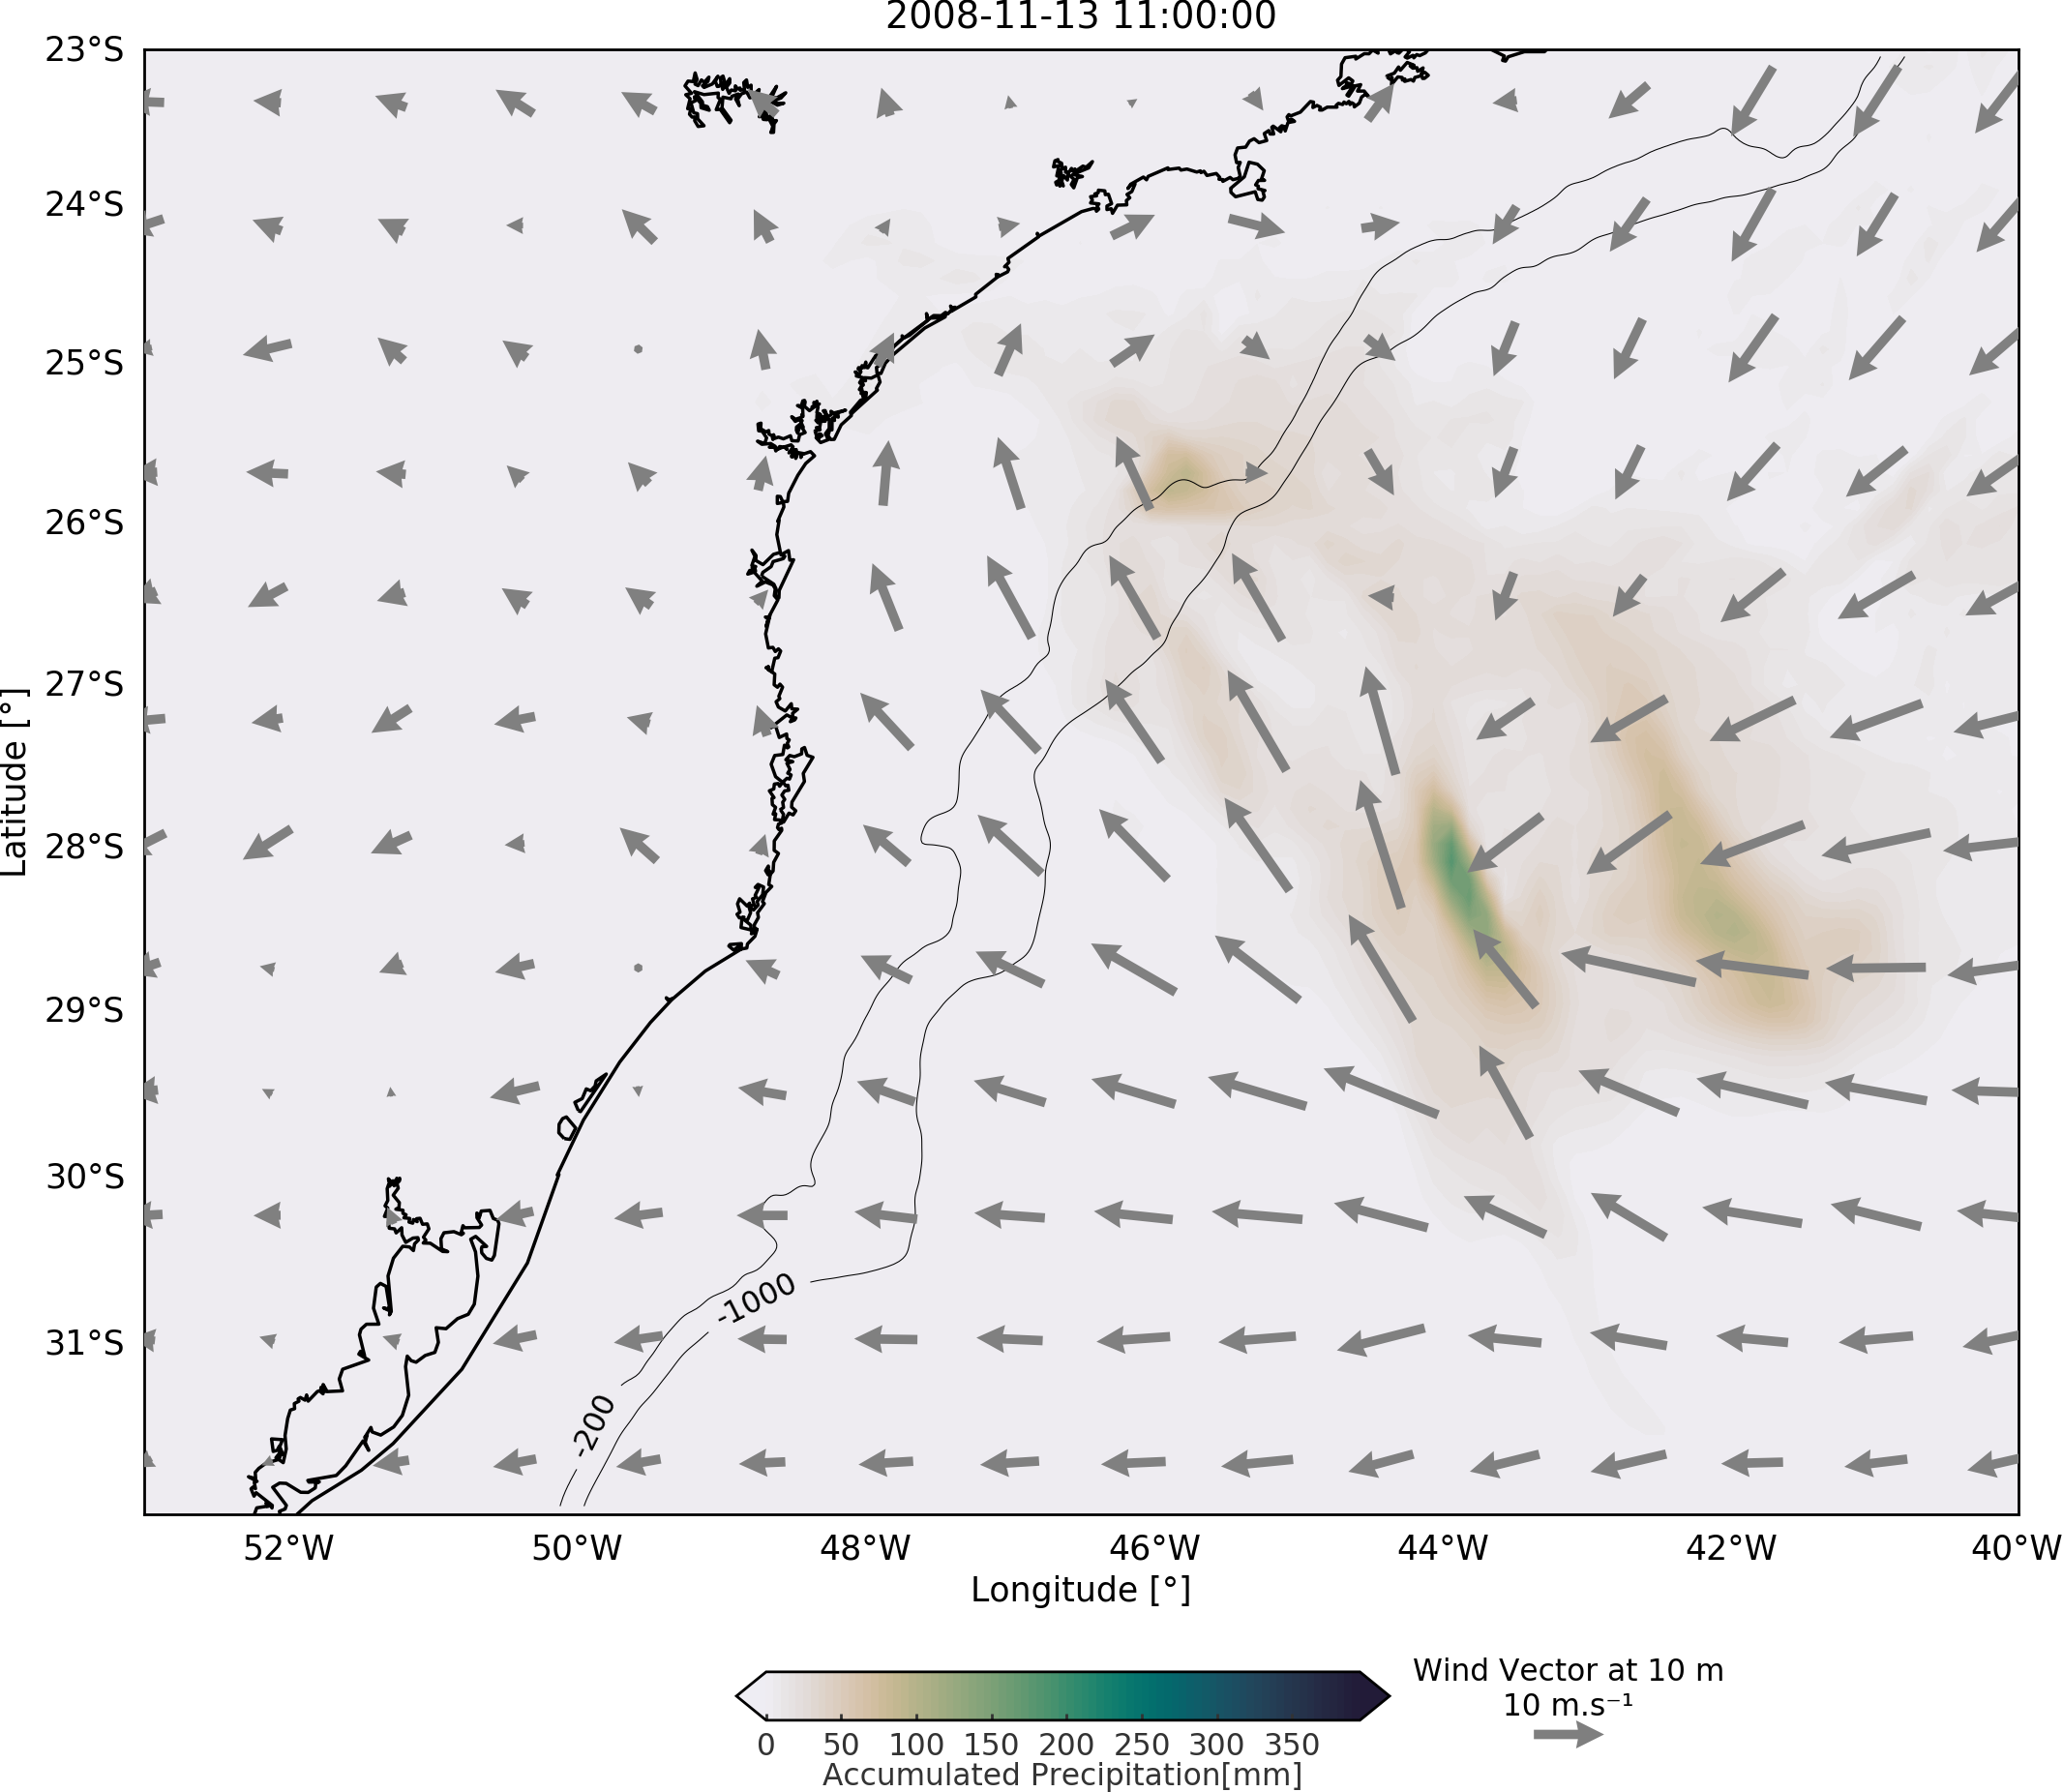 2008-11-13 11:00:00
23°S
24°S
25°S
26°S
27°S
28°S
29°S
30°S
31°S
Latitude [°]
-1000
-200
52°W 50°W 48°W 46°W 44°W 42°W 40°W
Longitude [°]
Wind Vector at 10 m
10 m.s⁻¹
0 50 100 150 200 250 300 350
Accumulated Precipitation[mm]